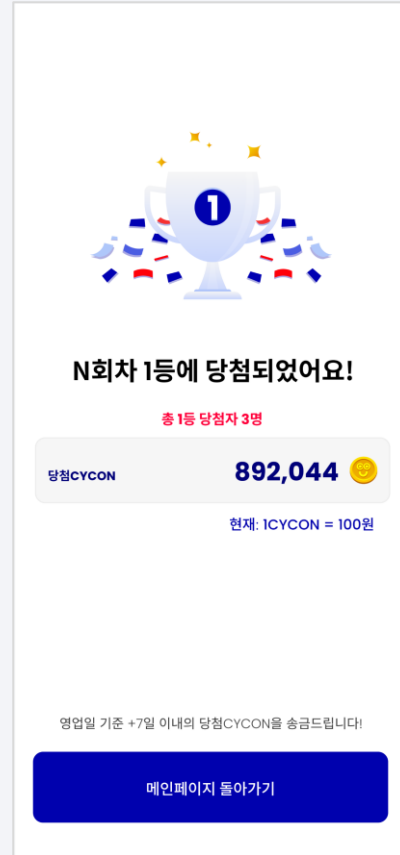 1
N회차 1등에 당첨되었어요!
총 1등 당첨자 3명
당첨CYCON 892,044
현재: 1CYCON = 100원
영업일 기준 +7일 이내의 당첨CYCON을 송금드립니다!
메인페이지 돌아가기